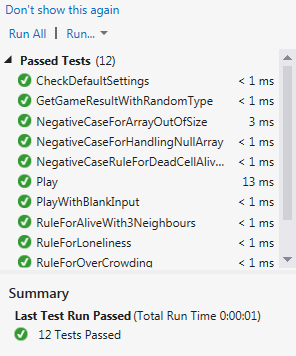 Don't show this again
Run All | Run...
Passed Tests (12)
CheckDefaultSettings < 1 ms
GetGameResultWithRandomType < 1 ms
NegativeCaseForArrayOutOfSize 3 ms
NegativeCaseForHandlingNullArray < 1 ms
NegativeCaseRuleForDeadCellAliv... < 1 ms
Play 13 ms
PlayWithBlankInput < 1 ms
RuleForAliveWith3Neighbours < 1 ms
RuleForLoneliness < 1 ms
RuleForOverCrowding < 1 ms
Summary
Last Test Run Passed (Total Run Time 0:00:01)
12 Tests Passed